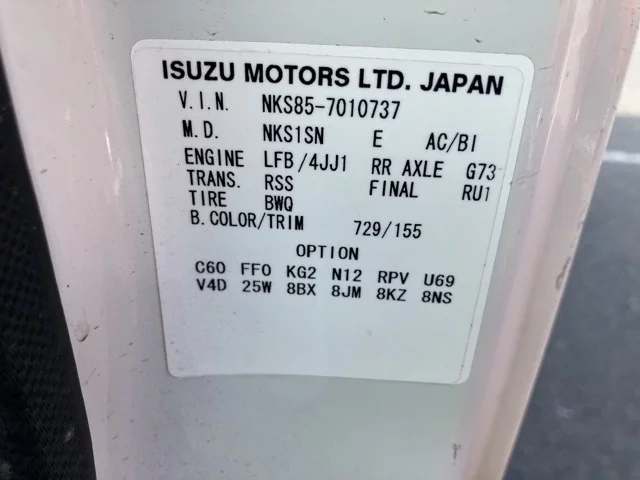 ISUZU MOTORS LTD. JAPAN
V.I.N. NKS85-7010737
M.D. NKS1SN E AC/BI
ENGINE LFB/4JJ1 RR AXLE G73
TRANS. RSS FINAL RU1
TIRE BWQ
B.COLOR/TRIM 729/155
OPTION
C60 FF0 KG2 N12 RPV U69
V4D 25W 8BX 8JM 8KZ 8NS